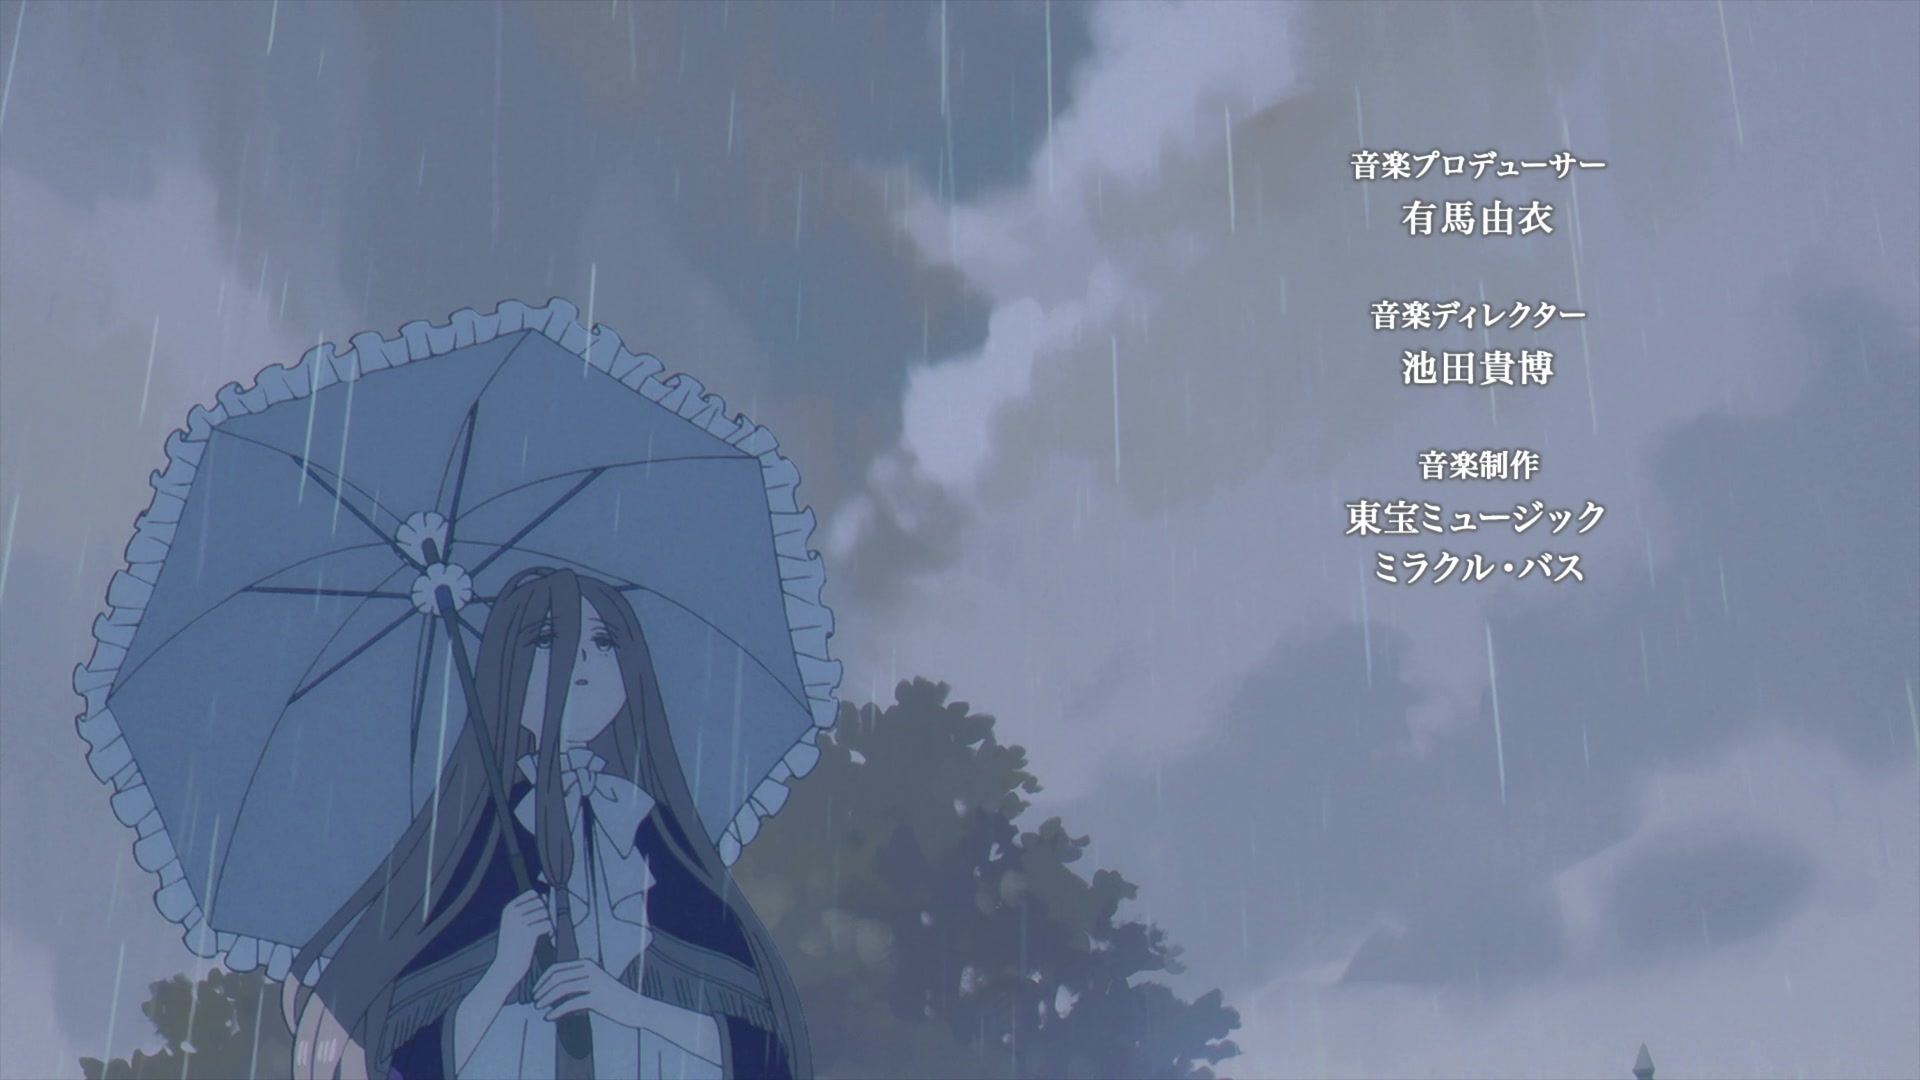 音楽プロデューサー
有馬由衣
音楽ディレクター
池田貴博
音楽制作
東宝ミュージック
ミラクル・バス